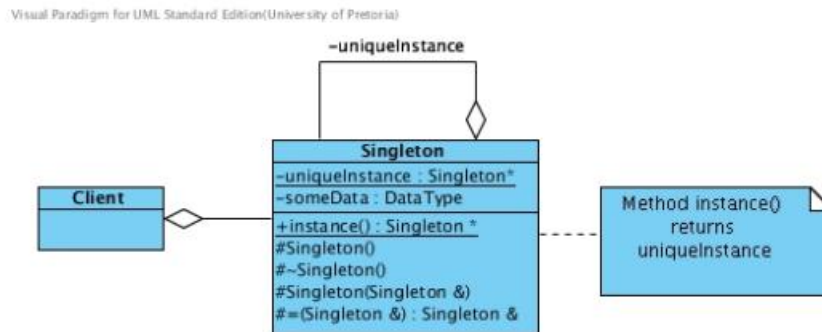 Visual Paradigm for UML Standard Edition(University of Pretoria)
-uniqueInstance
Singleton
-uniqueInstance : Singleton*
-someData : DataType
+instance() : Singleton *
#Singleton()
#~Singleton()
#Singleton(Singleton &)
#=(Singleton &) : Singleton &
Client
Method instance()
returns
uniqueInstance